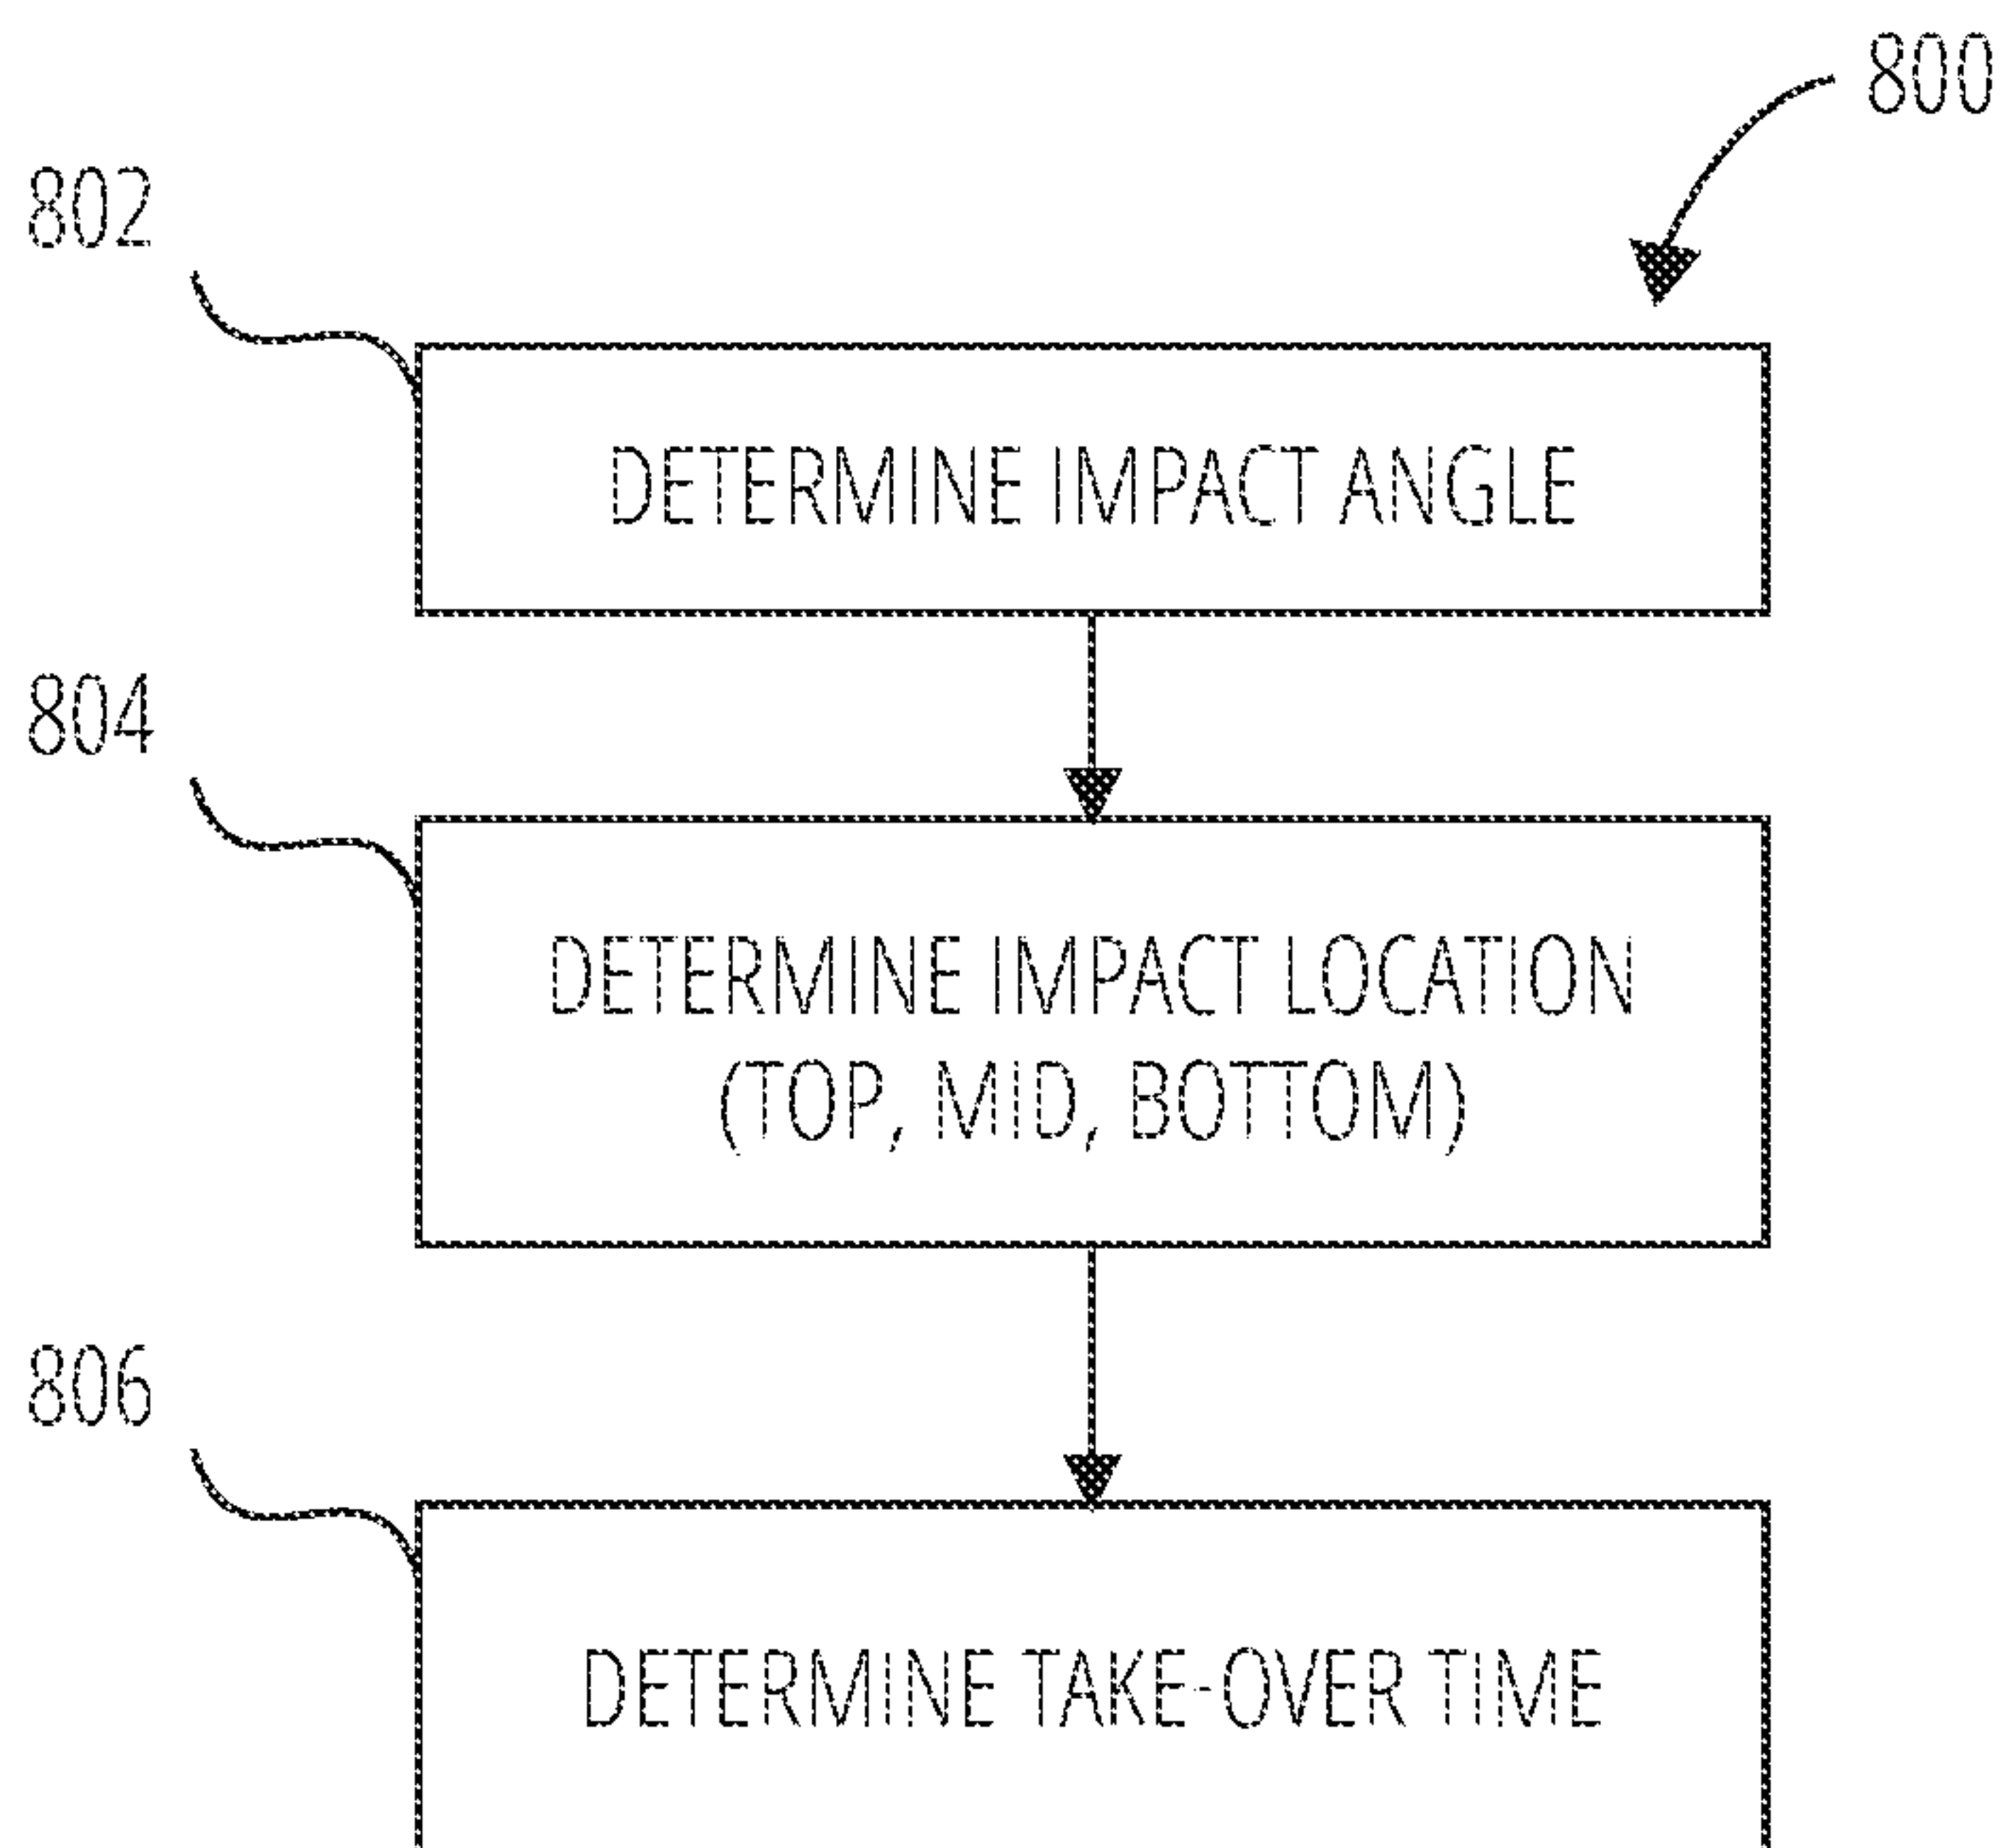 800
802
DETERMINE IMPACT ANGLE
804
DETERMINE IMPACT LOCATION
(TOP, MID, BOTTOM)
806
DETERMINE TAKE-OVER TIME